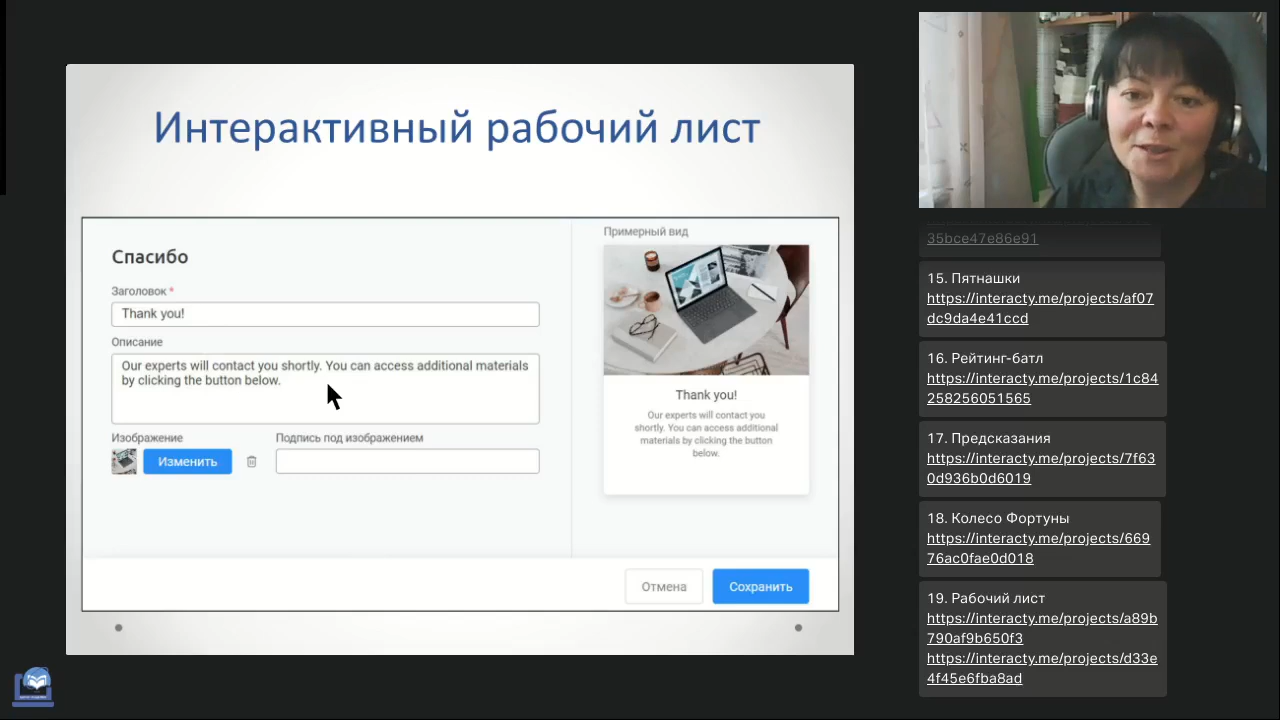 Интерактивный рабочий лист
Спасибо
Заголовок *
Thank you!
Описание
Our experts will contact you shortly. You can access additional materials
by clicking the button below.
Изображение
Подпись под изображением
Изменить
Примерный вид
Thank you!
Our experts will contact you
shortly. You can access additional
materials by clicking the button
below.
Отмена
Сохранить
35bce47e86e91
15. Пятнашки
https://interacty.me/projects/af07
dc9da4e41ccd
16. Рейтинг-батл
https://interacty.me/projects/1c84
258256051565
17. Предсказания
https://interacty.me/projects/7f63
0d936b0d6019
18. Колесо Фортуны
https://interacty.me/projects/669
76ac0fae0d018
19. Рабочий лист
https://interacty.me/projects/a89b
790af9b650f3
https://interacty.me/projects/d33e
4f45e6fba8ad